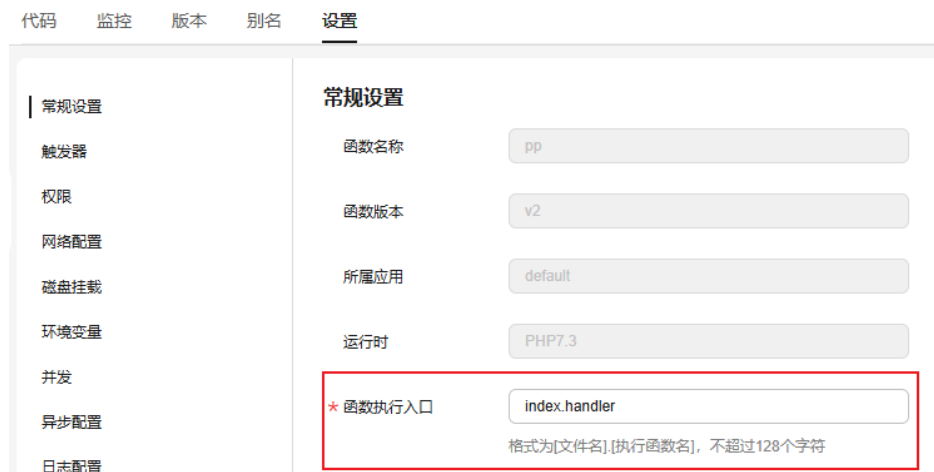 代码 监控 版本 别名 设置
常规设置
触发器
权限
网络配置
磁盘挂载
环境变量
并发
异步配置
日志配置
常规设置
函数名称 pp
函数版本 v2
所属应用 default
运行时 PHP7.3
* 函数执行入口 index.handler
格式为[文件名].[执行函数名]，不超过128个字符